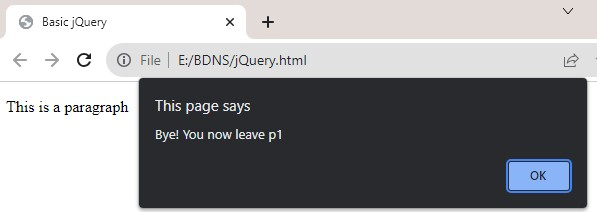 Basic jQuery
File E:/BDNS/jQuery.html
This is a paragraph
This page says
Bye! You now leave p1
OK